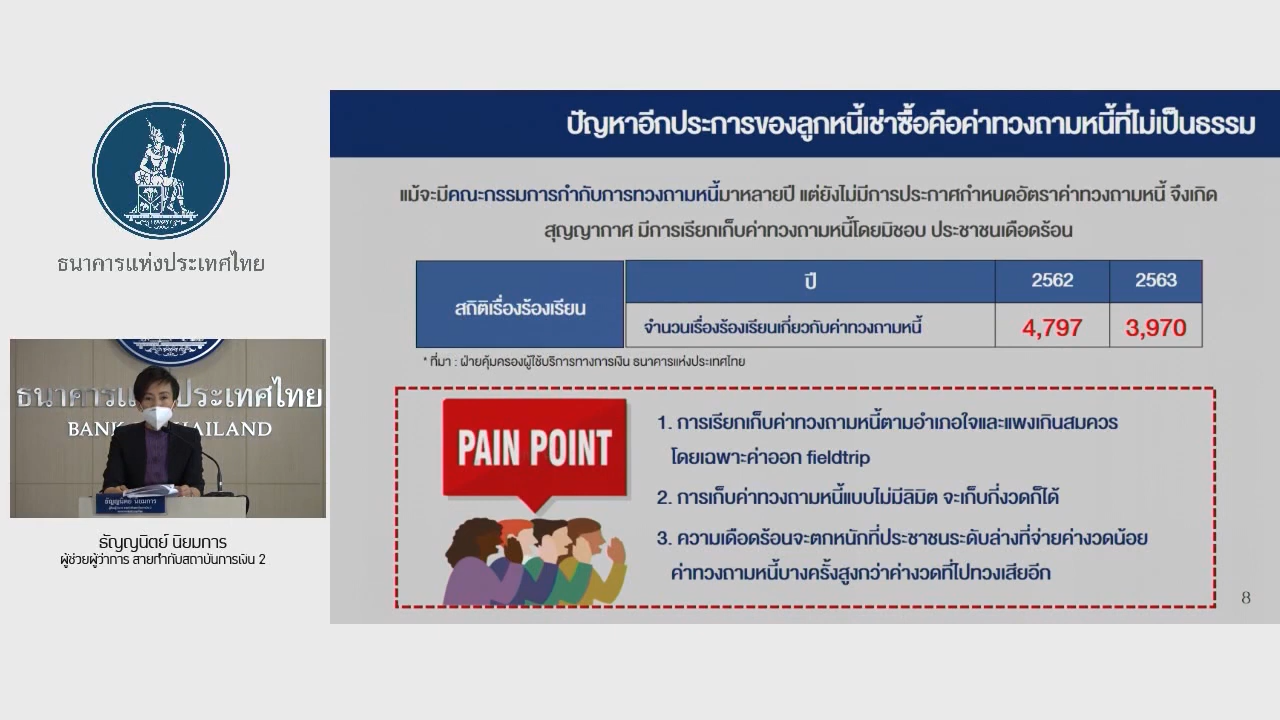 ธนาคารแห่งประเทศไทย
ธนาคารแห่งประเทศไทย
BANK THAILAND
ธัญญนิตย์ นิยมการ
ธัญญนิตย์ นิยมการ
ผู้ช่วยผู้ว่าการ สายกำกับสถาบันการเงิน 2
ปัญหาอีกประการของลูกหนี้เช่าซื้อคือค่าทวงถามหนี้ที่ไม่เป็นธรรม
แม้จะมีคณะกรรมการกำกับการทวงถามหนี้มาหลายปี แต่ยังไม่มีการประกาศกำหนดอัตราค่าทวงถามหนี้ จึงเกิด
สุญญากาศ มีการเรียกเก็บค่าทวงถามหนี้โดยมิชอบ ประชาชนเดือดร้อน
สถิติเรื่องร้องเรียน
ปี 2562 2563
จำนวนเรื่องร้องเรียนเกี่ยวกับค่าทวงถามหนี้ 4,797 3,970
* ที่มา : ฝ่ายคุ้มครองผู้ใช้บริการทางการเงิน ธนาคารแห่งประเทศไทย
PAIN POINT
1. การเรียกเก็บค่าทวงถามหนี้ตามอำเภอใจและแพงเกินสมควร
โดยเฉพาะค่าออก fieldtrip
2. การเก็บค่าทวงถามหนี้แบบไม่มีลิมิต จะเก็บกี่งวดก็ได้
3. ความเดือดร้อนจะตกหนักที่ประชาชนระดับล่างที่จ่ายค่างวดน้อย
ค่าทวงถามหนี้บางครั้งสูงกว่าค่างวดที่ไปทวงเสียอีก
8